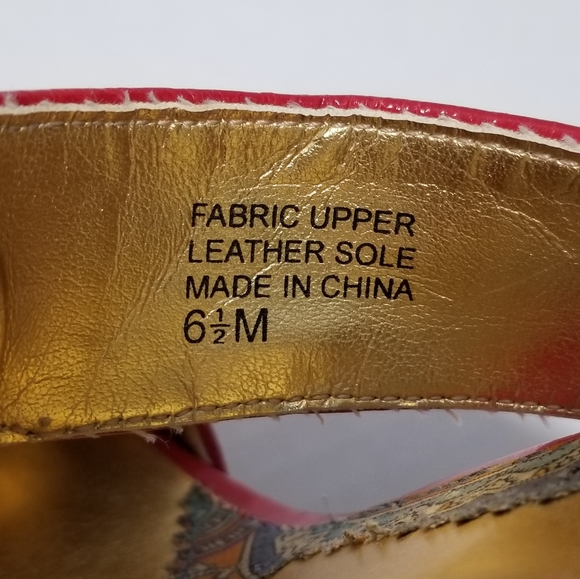 FABRIC UPPER
LEATHER SOLE
MADE IN CHINA
6½M